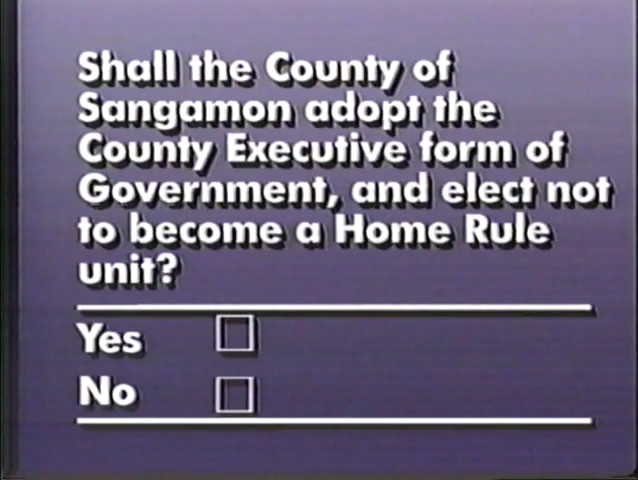 Shall the County of
Sangamon adopt the
County Executive form of
Government, and elect not
to become a Home Rule
unit?
Yes
No